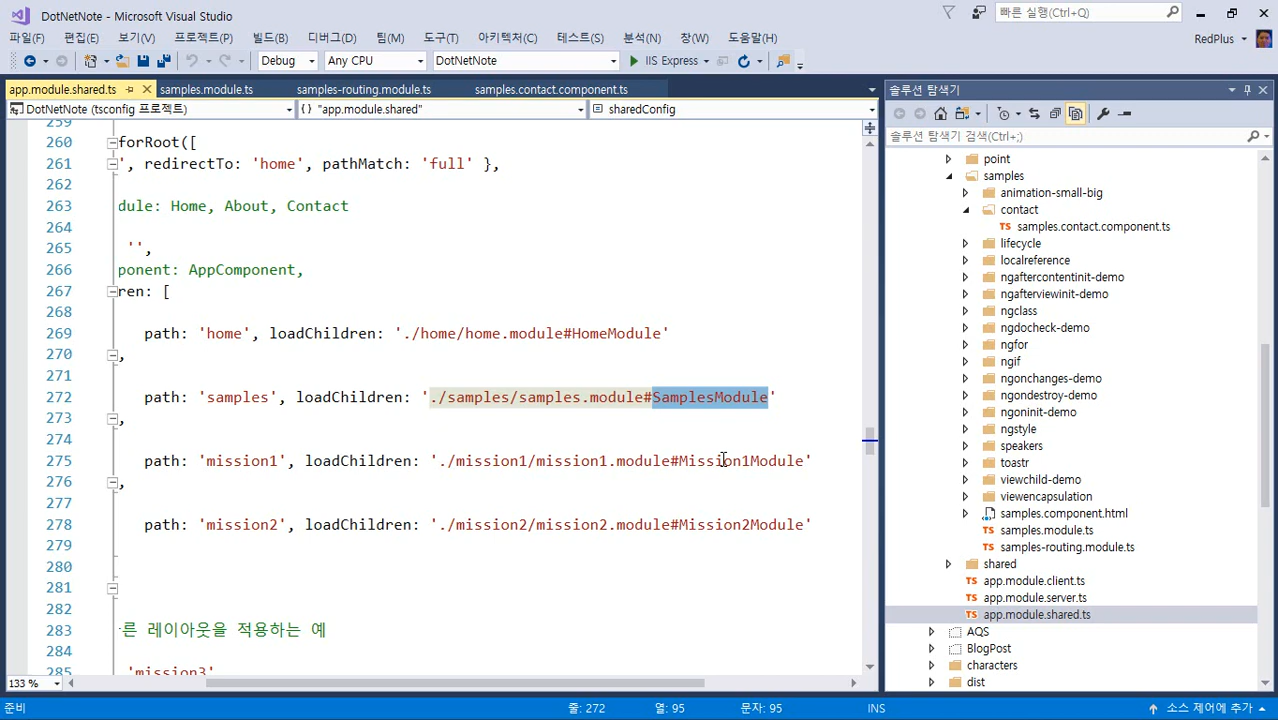 DotNetNote - Microsoft Visual Studio
빠른 실행(Ctrl+Q)
파일(F) 편집(E) 보기(V) 프로젝트(P) 빌드(B) 디버그(D) 팀(M) 도구(T) 아키텍처(C) 테스트(S) 분석(N) 창(W) 도움말(H)
RedPlus
Debug Any CPU DotNetNote IIS Express
app.module.shared.ts samples.module.ts samples-routing.module.ts samples.contact.component.ts
DotNetNote (tsconfig 프로젝트) "app.module.shared" sharedConfig
259
260 forRoot([
261 ', redirectTo: 'home', pathMatch: 'full' },
262
263 dule: Home, About, Contact
264
265 '',
266 ponent: AppComponent,
267 ren: [
268
269 path: 'home', loadChildren: './home/home.module#HomeModule'
270 ,
271
272 path: 'samples', loadChildren: './samples/samples.module#SamplesModule'
273 ,
274
275 path: 'mission1', loadChildren: './mission1/mission1.module#Mission1Module'
276 ,
277
278 path: 'mission2', loadChildren: './mission2/mission2.module#Mission2Module'
279
280
281
282
283 른 레이아웃을 적용하는 예
284
285 'mission3'
133 %
솔루션 탐색기
솔루션 탐색기 검색(Ctrl+;)
point
samples
animation-small-big
contact
samples.contact.component.ts
lifecycle
localreference
ngaftercontentinit-demo
ngafterviewinit-demo
ngclass
ngdocheck-demo
ngfor
ngif
ngonchanges-demo
ngondestroy-demo
ngoninit-demo
ngstyle
speakers
toastr
viewchild-demo
viewencapsulation
samples.component.html
samples.module.ts
samples-routing.module.ts
shared
app.module.client.ts
app.module.server.ts
app.module.shared.ts
AQS
BlogPost
characters
dist
준비 줄: 272 열: 95 문자: 95 INS 소스 제어에 추가